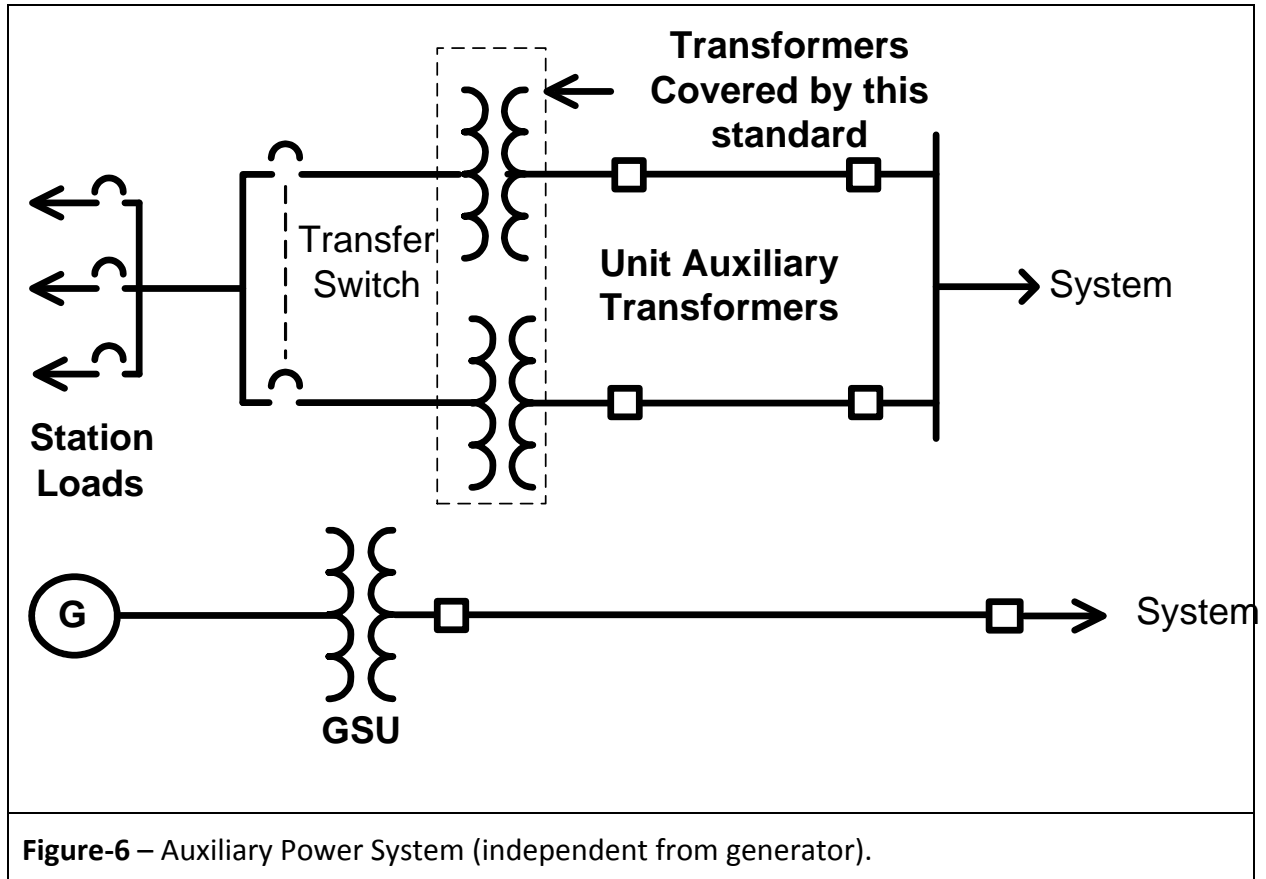 Transformers
Covered by this
standard
Transfer
Switch
Unit Auxiliary
Transformers
System
Station
Loads
G
System
GSU
Figure-6 – Auxiliary Power System (independent from generator).